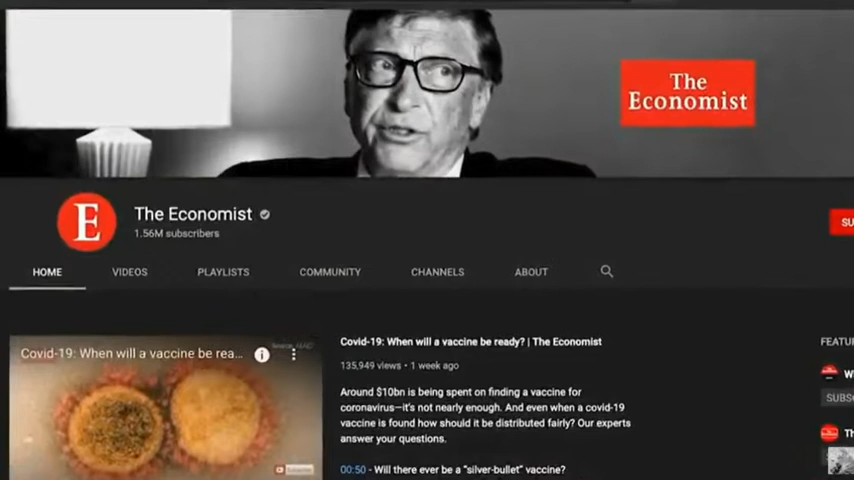 The
Economist
E
The Economist
1.56M subscribers
SU
HOME VIDEOS PLAYLISTS COMMUNITY CHANNELS ABOUT
Covid-19: When will a vaccine be rea...
Covid-19: When will a vaccine be ready? | The Economist
135,949 views • 1 week ago
Around $10bn is being spent on finding a vaccine for
coronavirus—it's not nearly enough. And even when a covid-19
vaccine is found how should it be distributed fairly? Our experts
answer your questions.
00:50 - Will there ever be a "silver-bullet" vaccine?
FEATU
W
SUBSC
Th